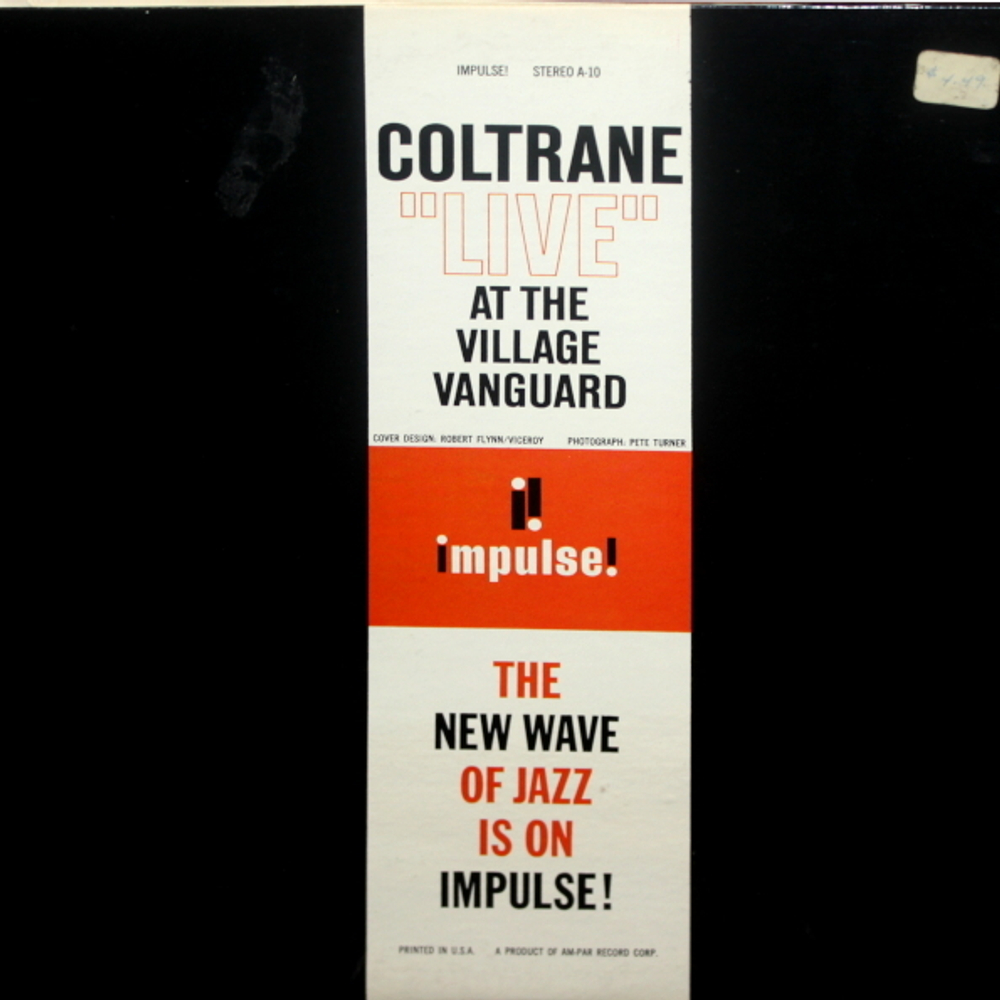 IMPULSE! STEREO A-10
COLTRANE
"LIVE"
AT THE
VILLAGE
VANGUARD
COVER DESIGN: ROBERT FLYNN/VICEROY PHOTOGRAPH: PETE TURNER
i!
impulse!
THE
NEW WAVE
OF JAZZ
IS ON
IMPULSE!
PRINTED IN U.S.A. A PRODUCT OF AM-PAR RECORD CORP.